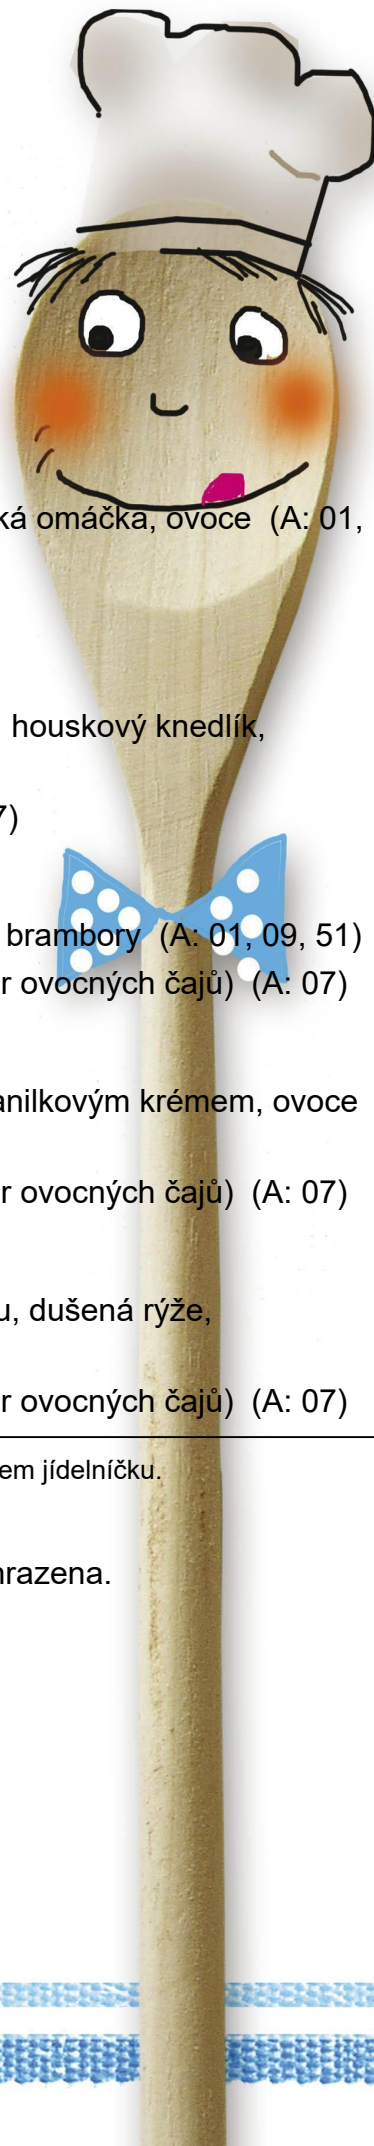 ká omáčka, ovoce (A: 01,
houskový knedlík,
7)
brambory (A: 01, 09, 51)
r ovocných čajů) (A: 07)
anilkovým krémem, ovoce
r ovocných čajů) (A: 07)
u, dušená rýže,
r ovocných čajů) (A: 07)
em jídelníčku.
hrazena.